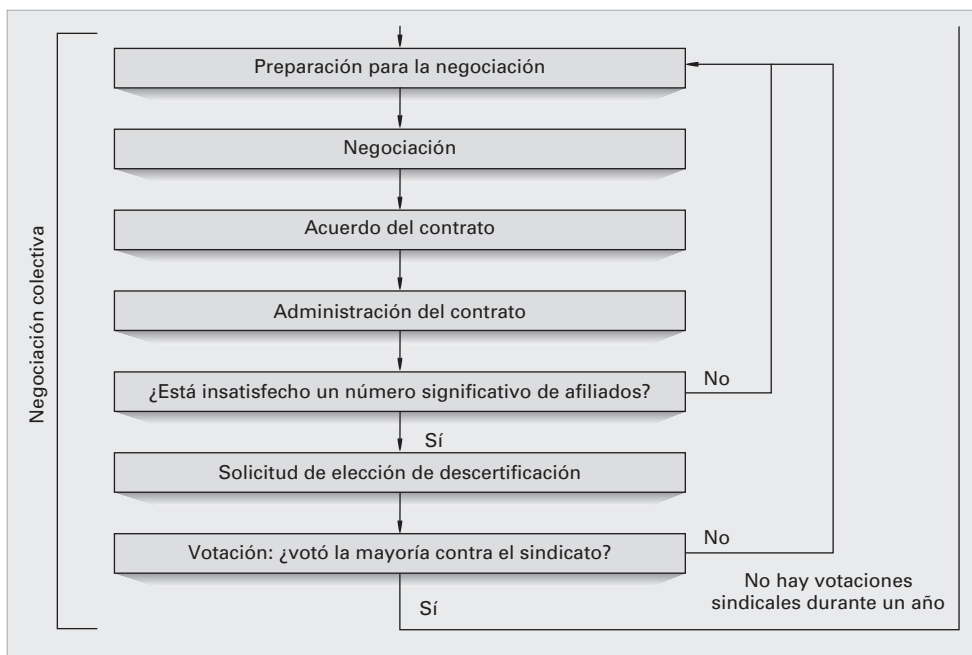 Negociación colectiva
Preparación para la negociación
Negociación
Acuerdo del contrato
Administración del contrato
¿Está insatisfecho un número significativo de afiliados?
No
Sí
Solicitud de elección de descertificación
Votación: ¿votó la mayoría contra el sindicato?
No
Sí
No hay votaciones
sindicales durante un año